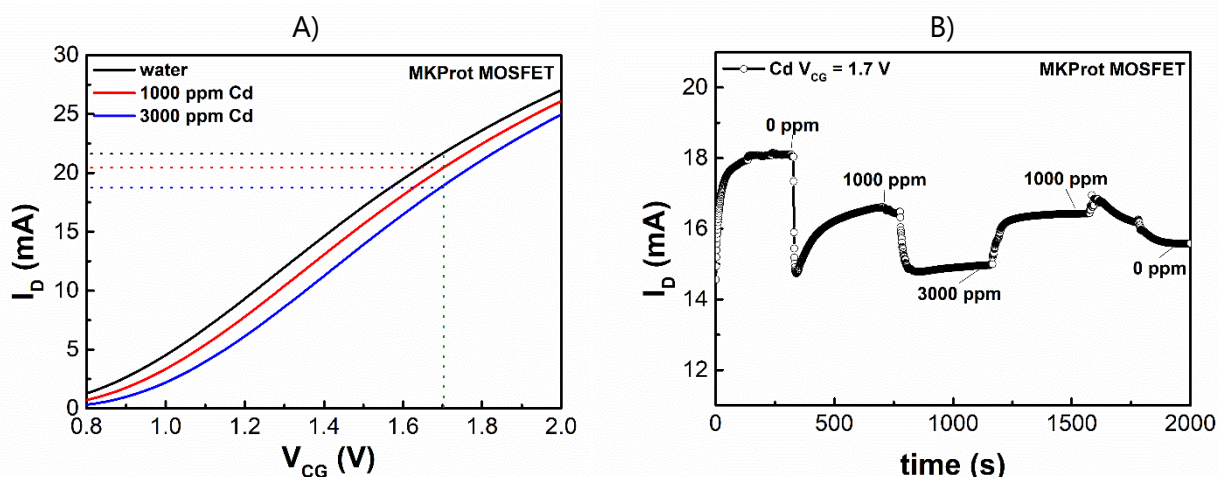 A)
30
25
20
15
10
5
0
I_D (mA)
water
1000 ppm Cd
3000 ppm Cd
MKProt MOSFET
0.8 1.0 1.2 1.4 1.6 1.8 2.0
V_CG (V)
B)
20
18
16
14
12
I_D (mA)
Cd V_CG = 1.7 V
MKProt MOSFET
0 ppm
1000 ppm
3000 ppm
1000 ppm
0 ppm
0 500 1000 1500 2000
time (s)